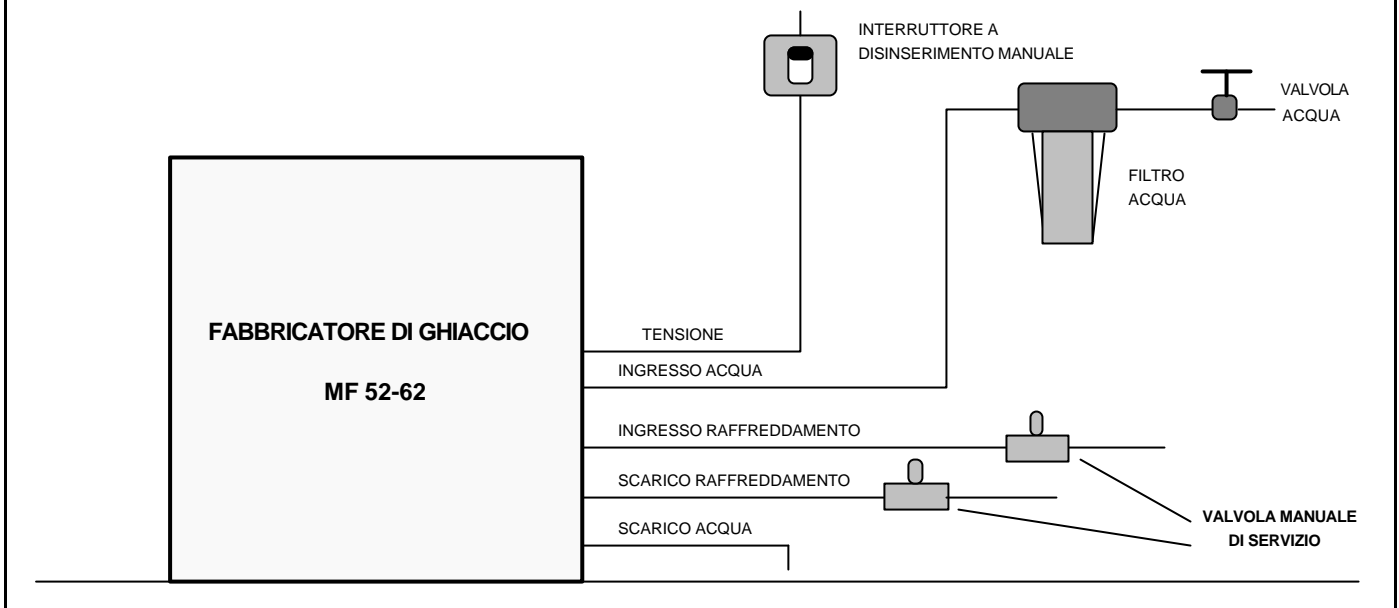 INTERRUTTORE A
DISINSERIMENTO MANUALE
VALVOLA
ACQUA
FILTRO
ACQUA
FABBRICATORE DI GHIACCIO
MF 52-62
TENSIONE
INGRESSO ACQUA
INGRESSO RAFFREDDAMENTO
SCARICO RAFFREDDAMENTO
SCARICO ACQUA
VALVOLA MANUALE
DI SERVIZIO